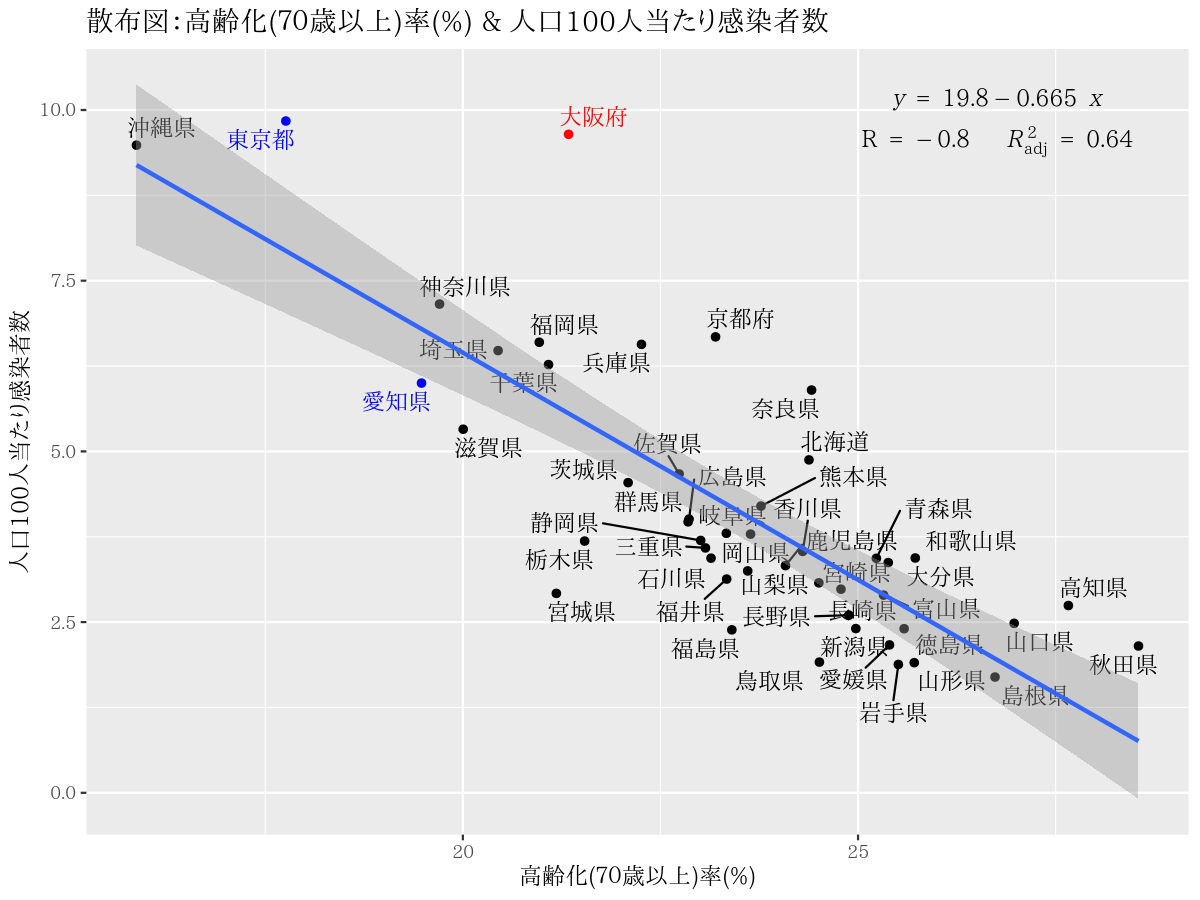 散布図：高齢化(70歳以上)率(%) & 人口100人当たり感染者数
y = 19.8 − 0.665 x
R = − 0.8 R²adj = 0.64
人口100人当たり感染者数
10.0
7.5
5.0
2.5
0.0
沖縄県
東京都
大阪府
神奈川県
福岡県
京都府
埼玉県
兵庫県
千葉県
愛知県
奈良県
滋賀県
佐賀県
北海道
茨城県
広島県
熊本県
群馬県
岐阜県
香川県
青森県
静岡県
三重県
岡山県
鹿児島県
和歌山県
栃木県
石川県
山梨県
宮崎県
大分県
高知県
宮城県
福井県
長野県
長崎県
富山県
福島県
新潟県
徳島県
山口県
秋田県
鳥取県
愛媛県
山形県
島根県
岩手県
20
25
高齢化(70歳以上)率(%)